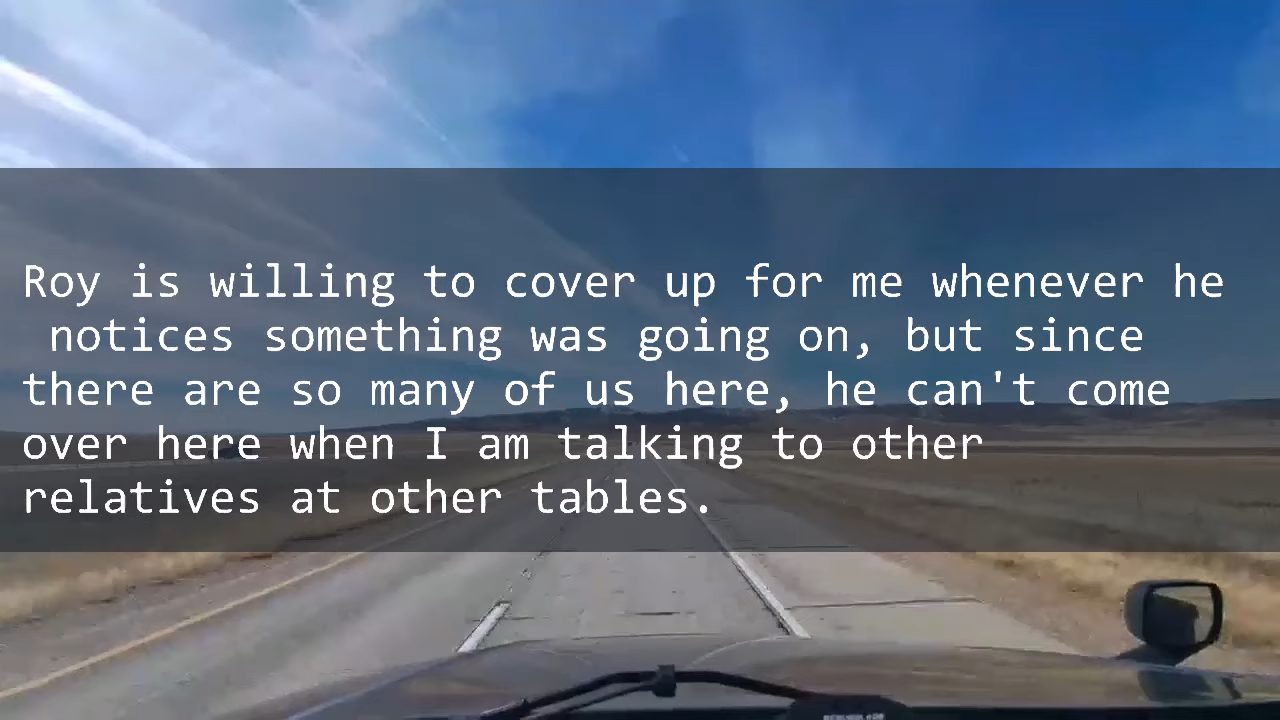 Roy is willing to cover up for me whenever he
notices something was going on, but since
there are so many of us here, he can't come
over here when I am talking to other
relatives at other tables.